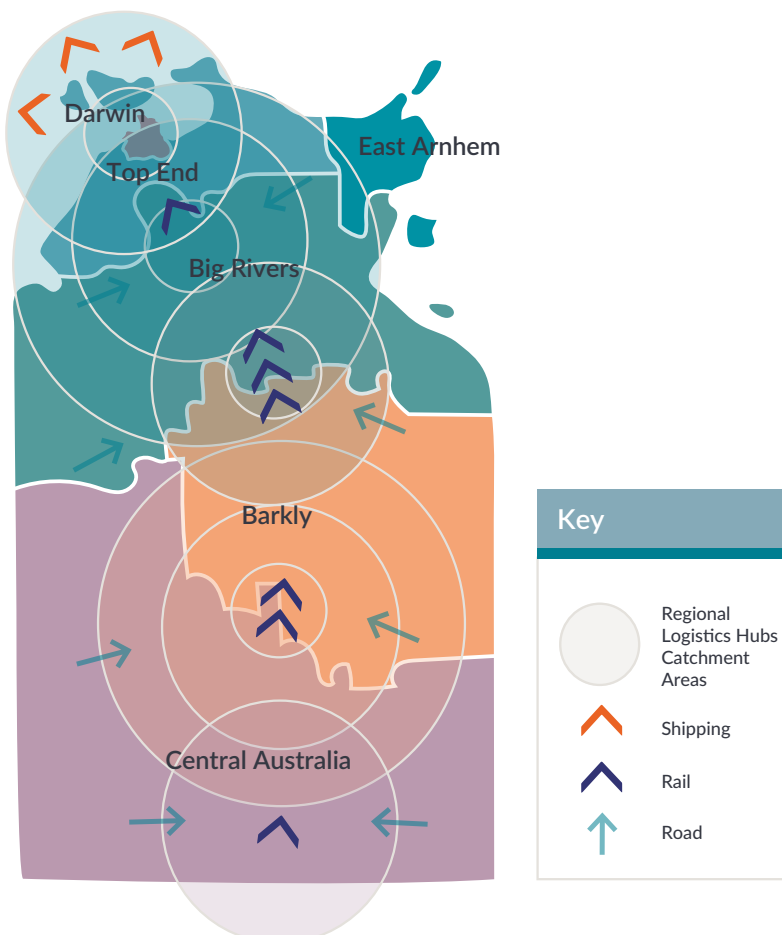 Darwin
East Arnhem
Top End
Big Rivers
Barkly
Central Australia
Key
Regional
Logistics Hubs
Catchment
Areas
Shipping
Rail
Road